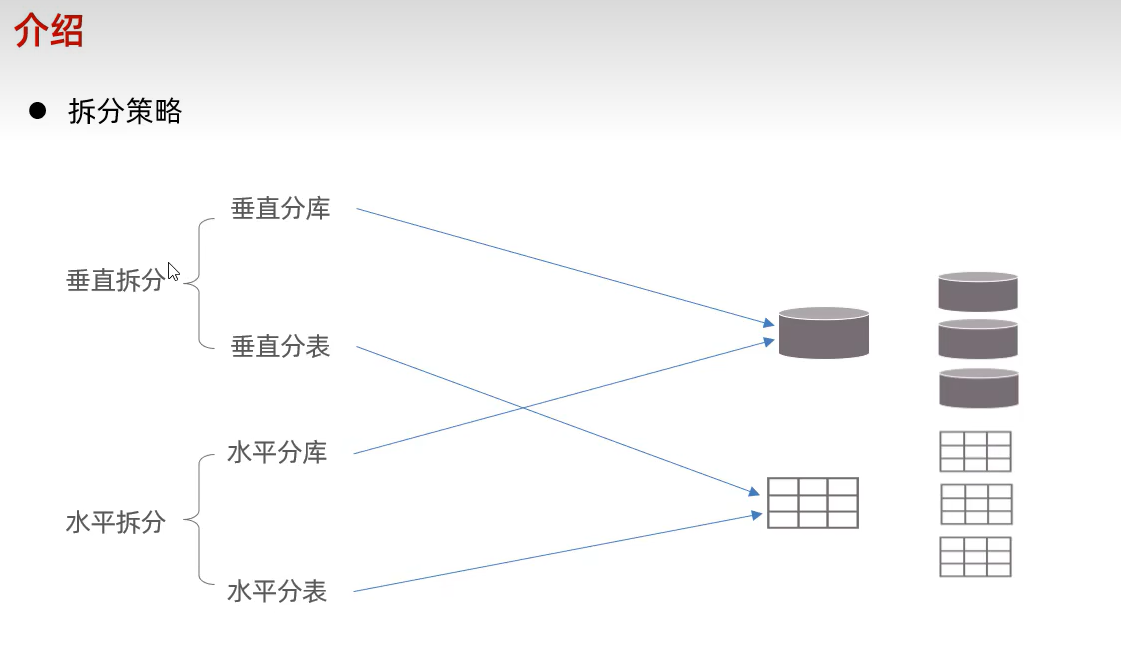 介绍
拆分策略
垂直分库
垂直拆分
垂直分表
水平分库
水平拆分
水平分表